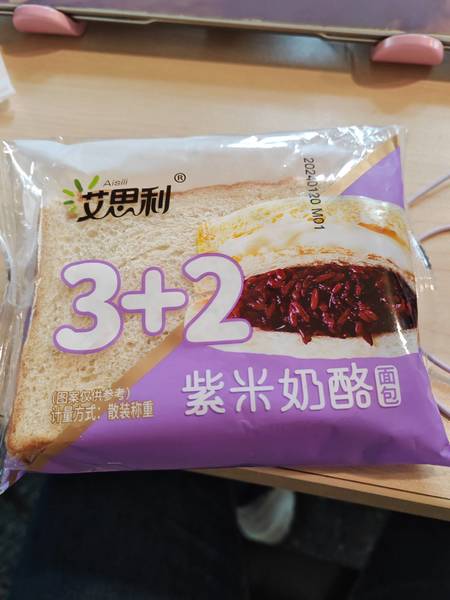 Aisili
艾思利®
20240120 M01
3+2
紫米奶酪面包
(图案仅供参考)
计量方式：散装称重